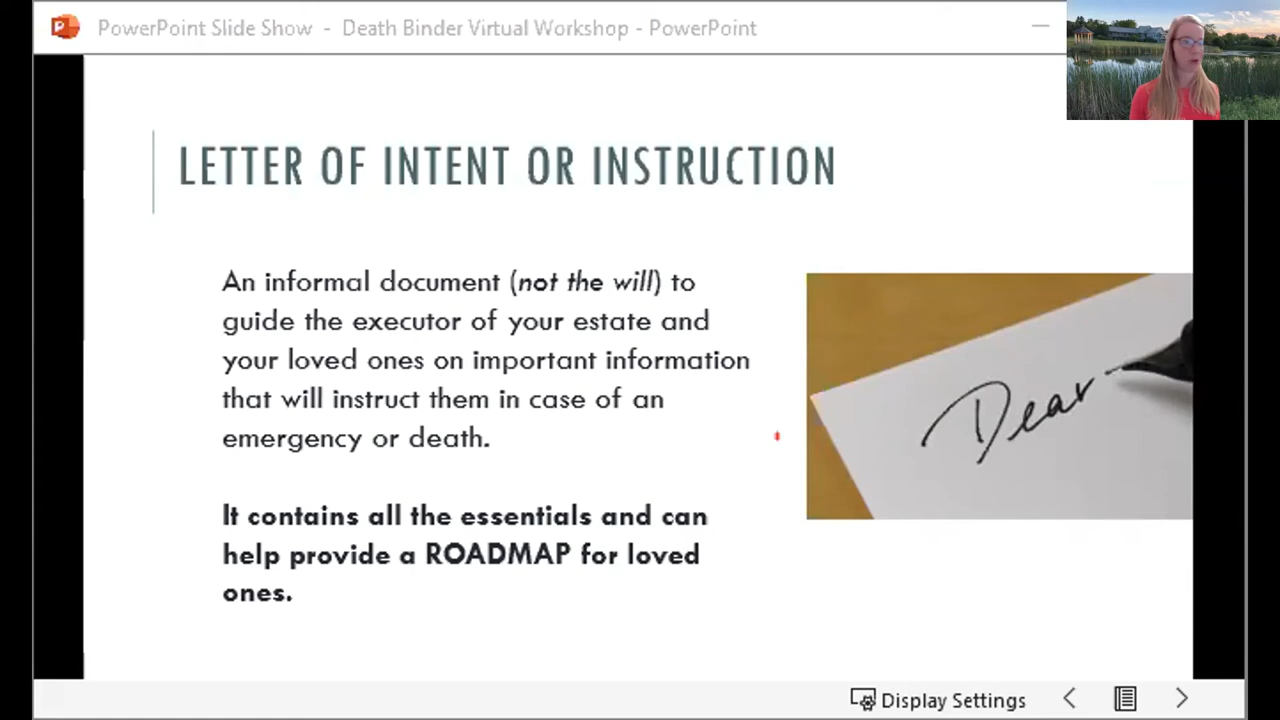 PowerPoint Slide Show - Death Binder Virtual Workshop - PowerPoint
LETTER OF INTENT OR INSTRUCTION
An informal document (not the will) to
guide the executor of your estate and
your loved ones on important information
that will instruct them in case of an
emergency or death.
It contains all the essentials and can
help provide a ROADMAP for loved
ones.
Dear
Display Settings